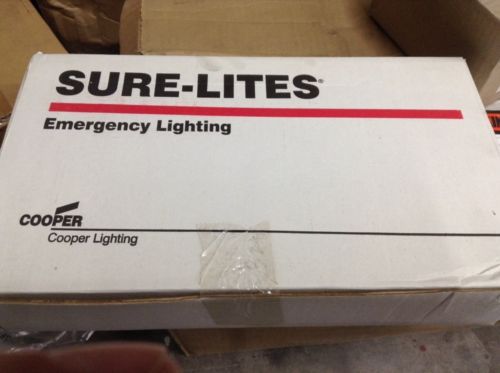 SURE-LITES®
Emergency Lighting
COOPER
Cooper Lighting